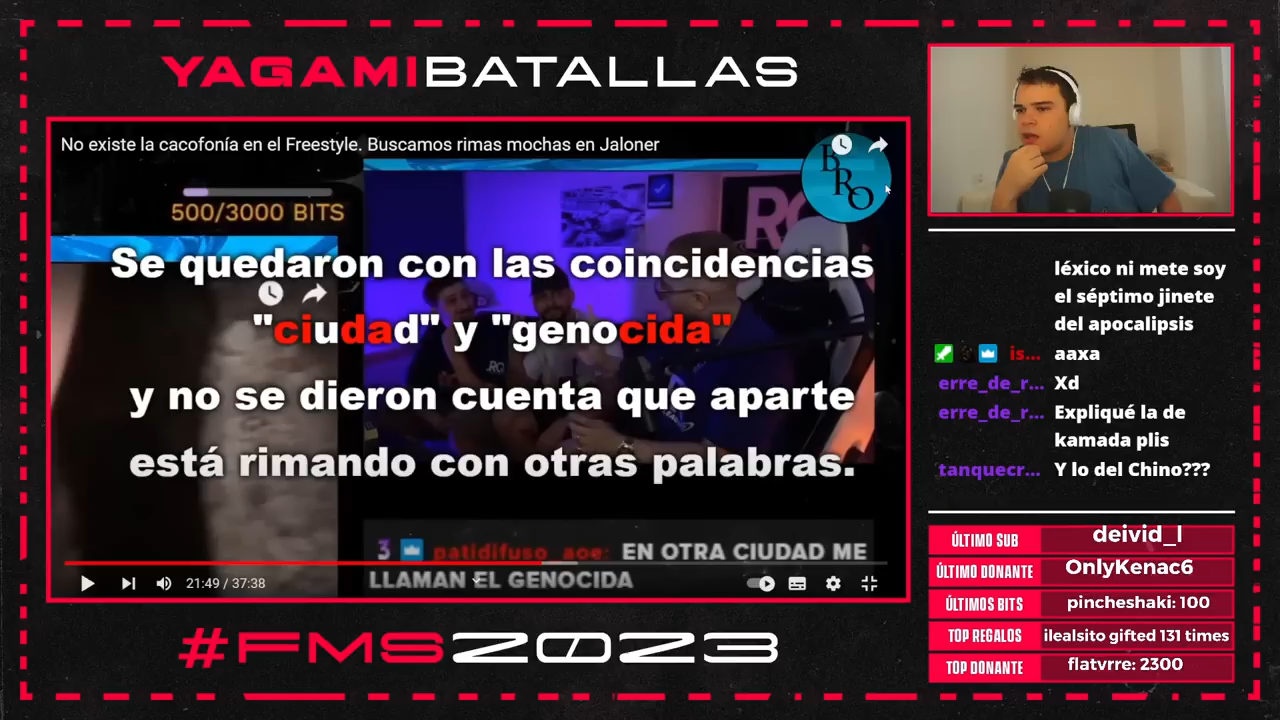 YAGAMIBATALLAS
No existe la cacofonía en el Freestyle. Buscamos rimas mochas en Jaloner
BRO
500/3000 BITS
Se quedaron con las coincidencias
"ciudad" y "genocida"
y no se dieron cuenta que aparte
está rimando con otras palabras.
3 patidifuso_aoe: EN OTRA CIUDAD ME
LLAMAN EL GENOCIDA
21:49 / 37:38
#FMS2023
léxico ni mete soy
el séptimo jinete
del apocalipsis
is... aaxa
erre_de_r... Xd
erre_de_r... Expliqué la de
kamada plis
tanquecr... Y lo del Chino???
ÚLTIMO SUB deivid_l
ÚLTIMO DONANTE OnlyKenac6
ÚLTIMOS BITS pincheshaki: 100
TOP REGALOS ilealsito gifted 131 times
TOP DONANTE flatvrre: 2300